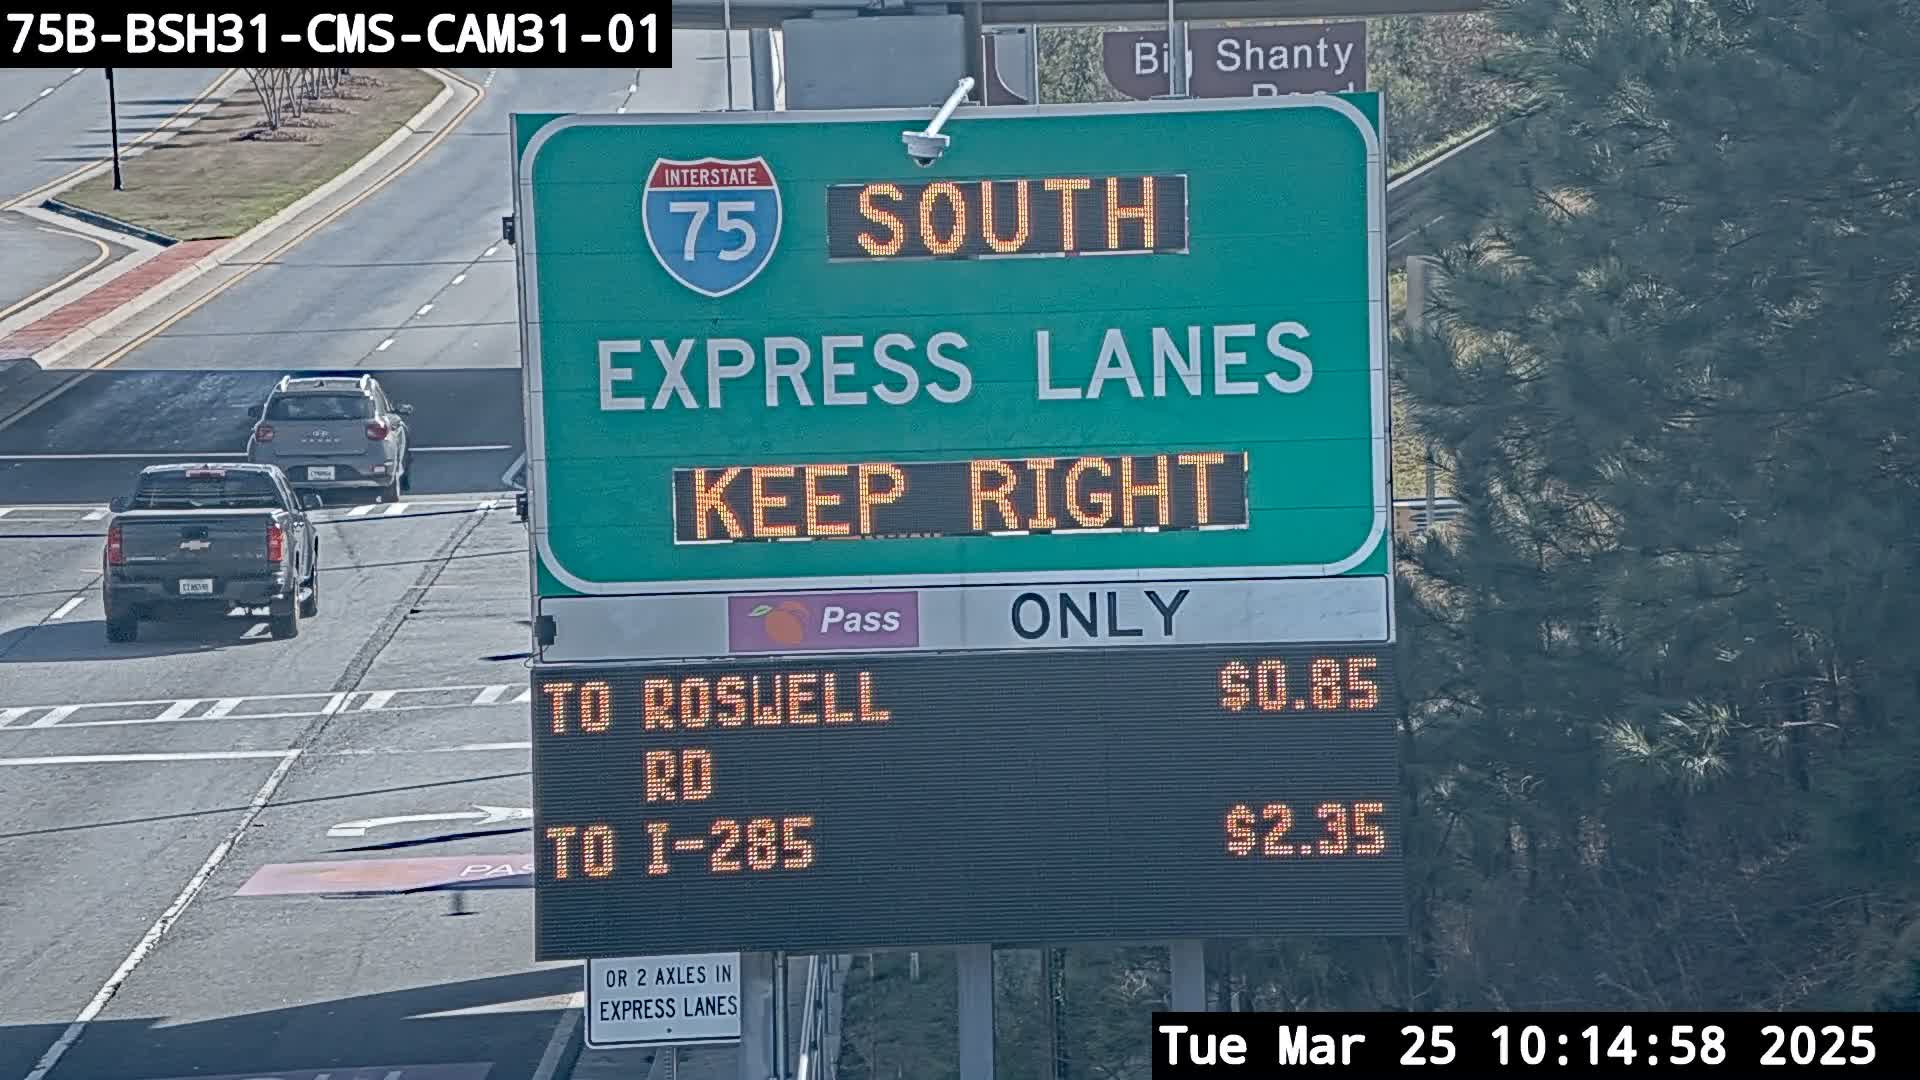 75B-BSH31-CMS-CAM31-01
Big Shanty
Road
INTERSTATE
75
SOUTH
EXPRESS LANES
KEEP RIGHT
Pass ONLY
TO ROSWELL $0.85
RD
TO I-285 $2.35
OR 2 AXLES IN
EXPRESS LANES
Tue Mar 25 10:14:58 2025